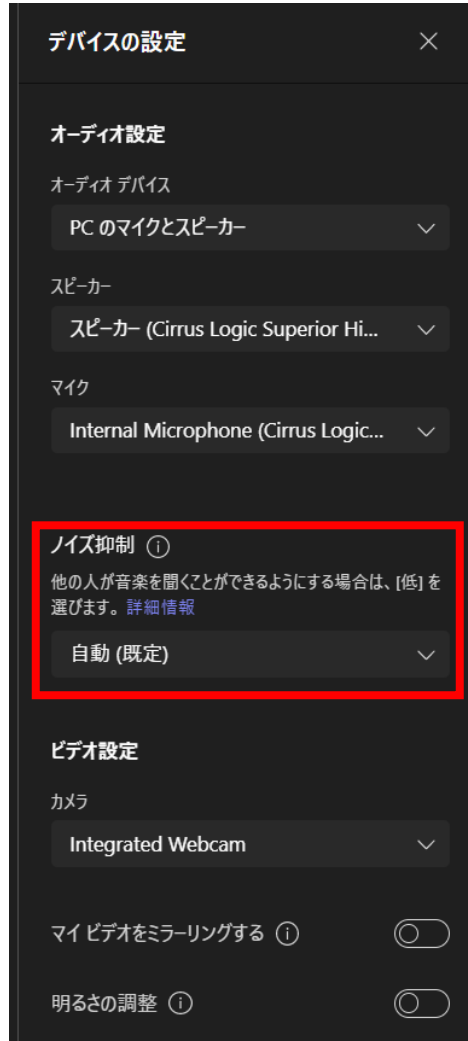 デバイスの設定
オーディオ設定
オーディオ デバイス
PC のマイクとスピーカー
スピーカー
スピーカー (Cirrus Logic Superior Hi...
マイク
Internal Microphone (Cirrus Logic...
ノイズ抑制
他の人が音楽を聞くことができるようにする場合は、[低] を
選びます。詳細情報
自動 (既定)
ビデオ設定
カメラ
Integrated Webcam
マイ ビデオをミラーリングする
明るさの調整